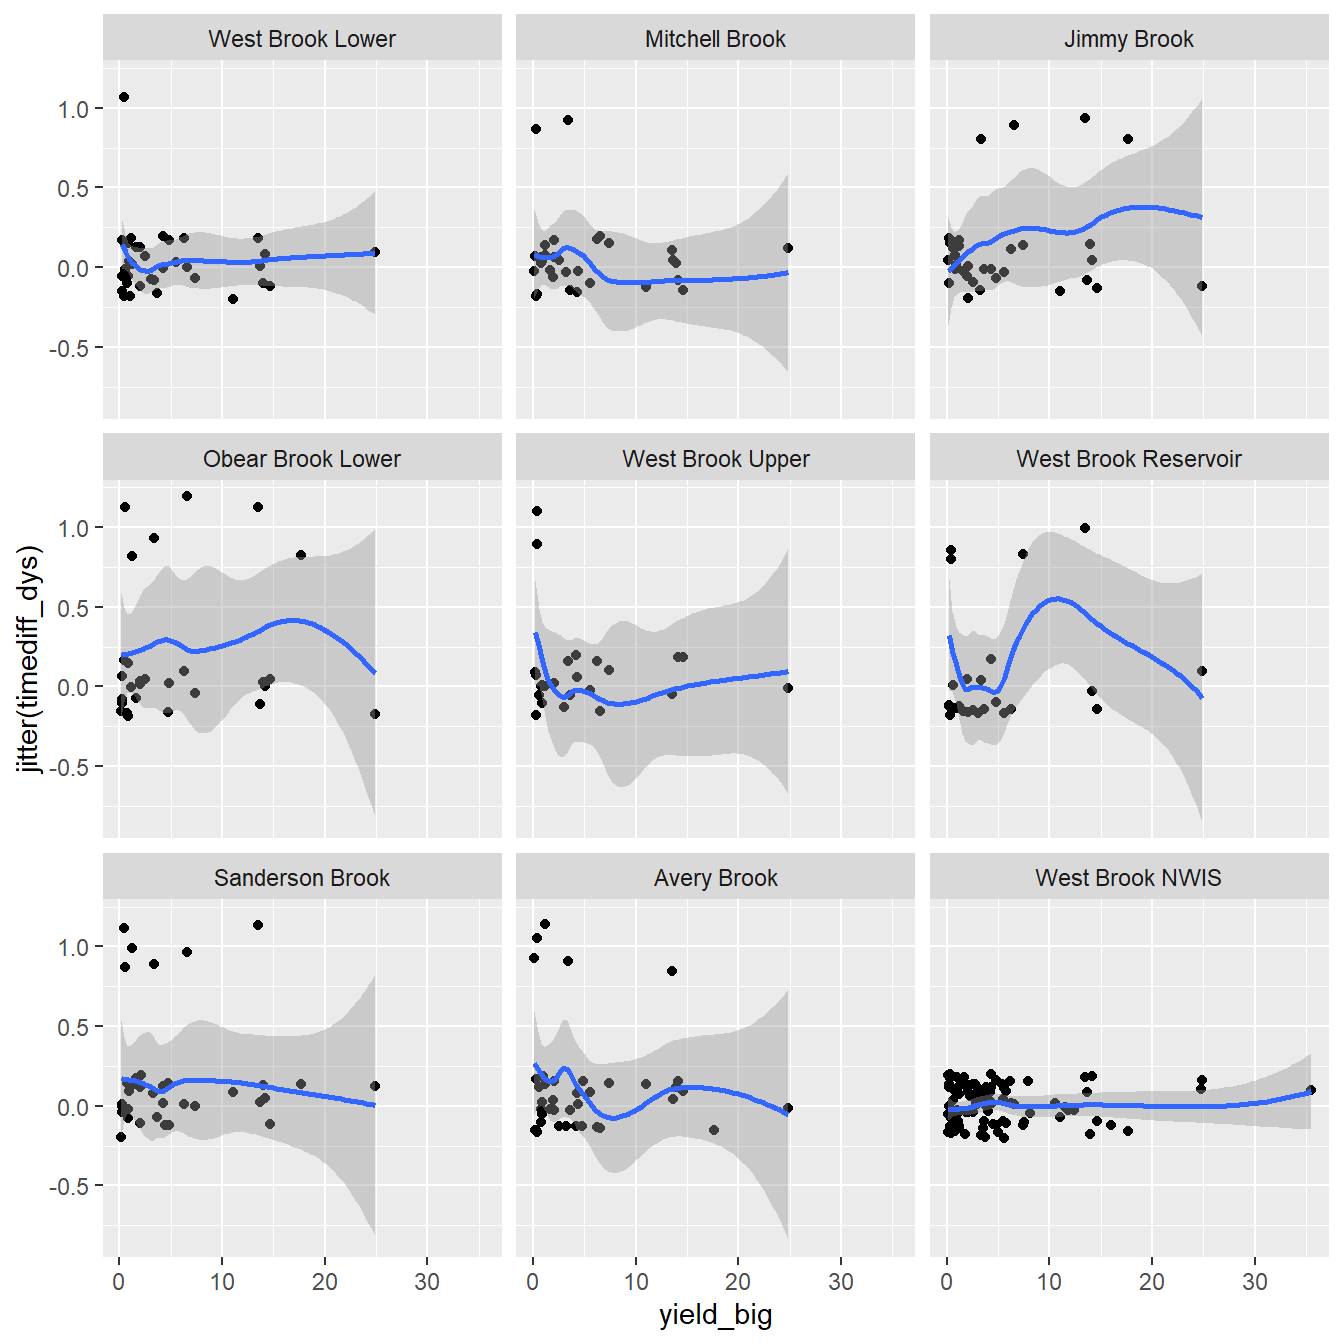 West Brook Lower
Mitchell Brook
Jimmy Brook
1.0
0.5
0.0
-0.5
Obear Brook Lower
West Brook Upper
West Brook Reservoir
1.0
0.5
0.0
-0.5
jitter(timediff_dys)
Sanderson Brook
Avery Brook
West Brook NWIS
1.0
0.5
0.0
-0.5
0 10 20 30
0 10 20 30
0 10 20 30
yield_big